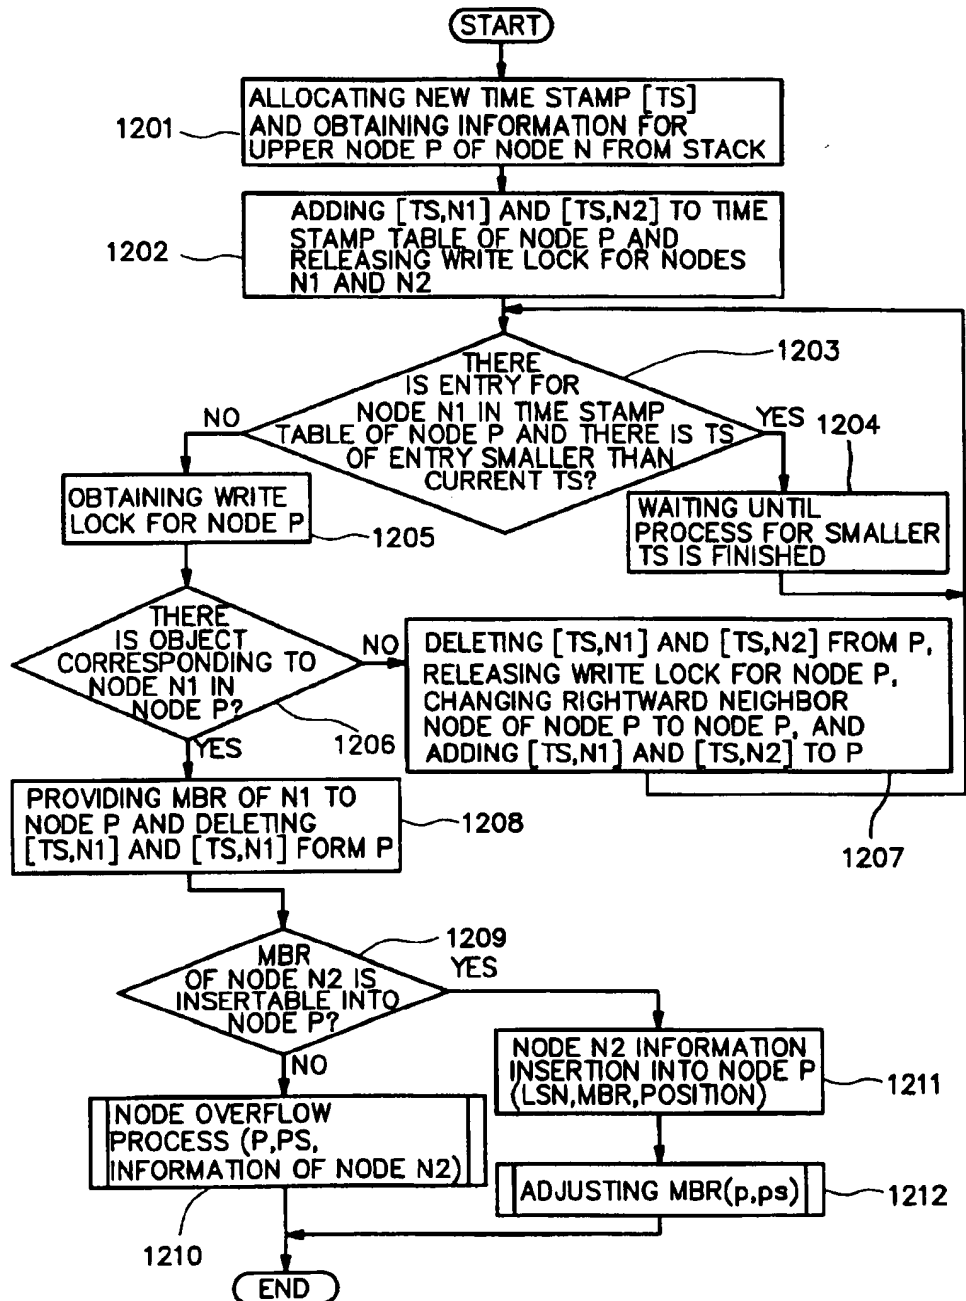 START
1201
ALLOCATING NEW TIME STAMP [TS]
AND OBTAINING INFORMATION FOR
UPPER NODE P OF NODE N FROM STACK
1202
ADDING [TS,N1] AND [TS,N2] TO TIME
STAMP TABLE OF NODE P AND
RELEASING WRITE LOCK FOR NODES
N1 AND N2
1203
THERE
IS ENTRY FOR
NODE N1 IN TIME STAMP
TABLE OF NODE P AND THERE IS TS
OF ENTRY SMALLER THAN
CURRENT TS?
NO
YES
1204
WAITING UNTIL
PROCESS FOR SMALLER
TS IS FINISHED
OBTAINING WRITE
LOCK FOR NODE P
1205
THERE
IS OBJECT
CORRESPONDING TO
NODE N1 IN
NODE P?
NO
1206
YES
DELETING [TS,N1] AND [TS,N2] FROM P,
RELEASING WRITE LOCK FOR NODE P,
CHANGING RIGHTWARD NEIGHBOR
NODE OF NODE P TO NODE P, AND
ADDING [TS,N1] AND [TS,N2] TO P
1207
PROVIDING MBR OF N1 TO
NODE P AND DELETING
[TS,N1] AND [TS,N1] FORM P
1208
1209
MBR
OF NODE N2 IS
INSERTABLE INTO
NODE P?
YES
NO
NODE N2 INFORMATION
INSERTION INTO NODE P
(LSN,MBR,POSITION)
1211
NODE OVERFLOW
PROCESS (P,PS,
INFORMATION OF NODE N2)
1210
ADJUSTING MBR(p,ps)
1212
END